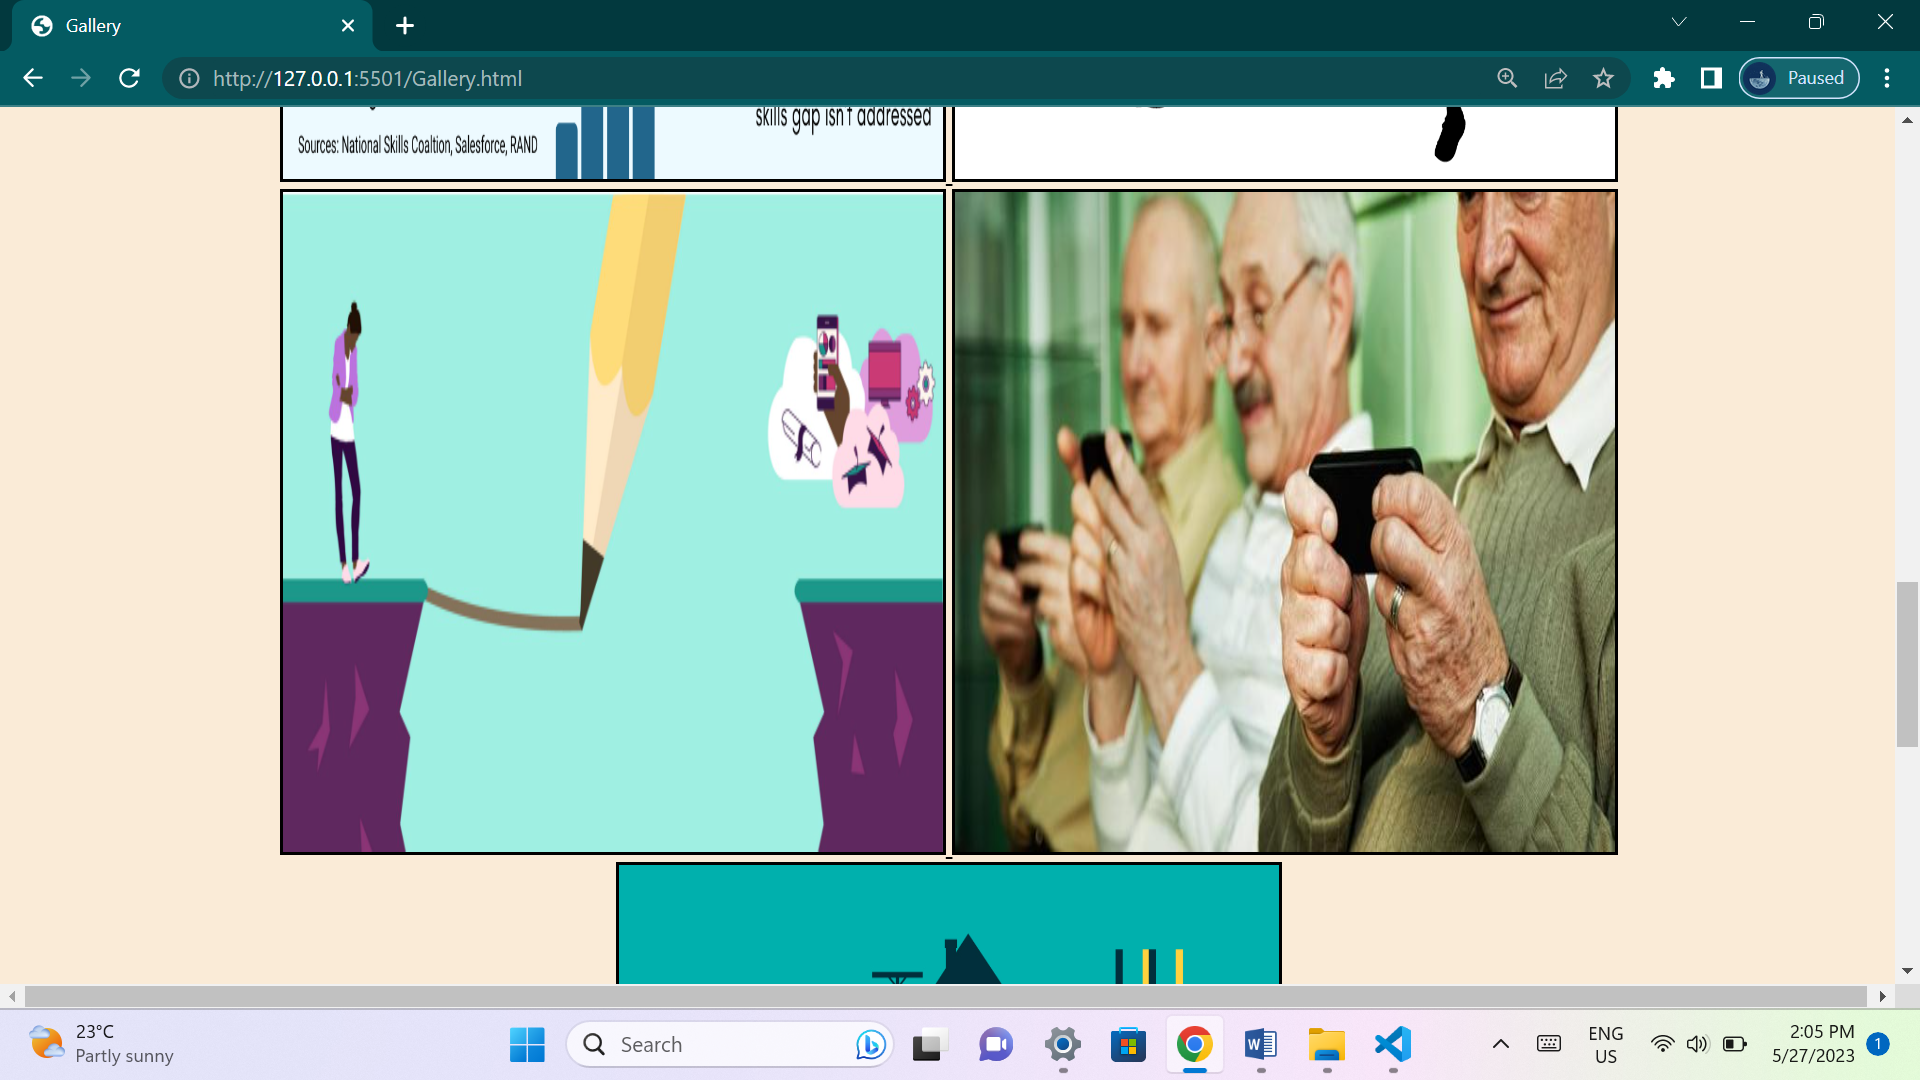 Gallery
http://127.0.0.1:5501/Gallery.html
Paused
skills gap isn't addressed
Sources: National Skills Coaltion, Salesforce, RAND
23°C
Partly sunny
Search
ENG
US
2:05 PM
5/27/2023
1